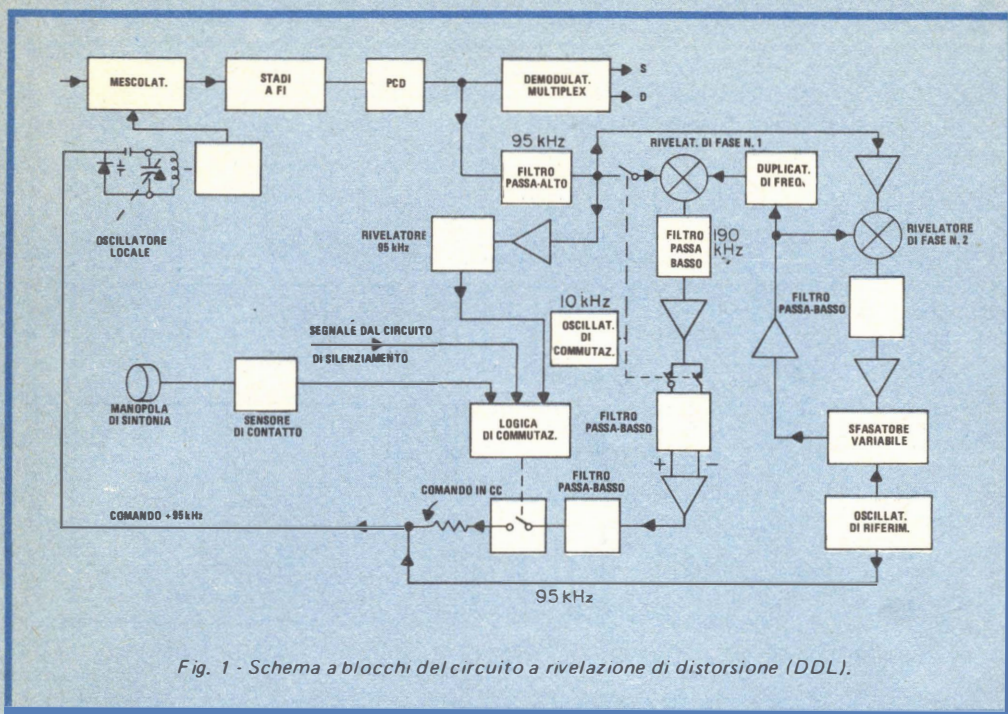 MESCOLAT.
STADI
A FI
PCD
DEMODULAT.
MULTIPLEX
S
D
95 kHz
FILTRO
PASSA-ALTO
RIVELAT. DI FASE N. 1
DUPLICAT.
DI FREQ.
OSCILLATORE
LOCALE
RIVELATORE
95 kHz
FILTRO
PASSA
BASSO
190
kHz
RIVELATORE
DI FASE N. 2
10 kHz
OSCILLAT.
DI
COMMUTAZ.
FILTRO
PASSA-BASSO
SEGNALE DAL CIRCUITO
DI SILENZIAMENTO
MANOPOLA
DI SINTONIA
SENSORE
DI CONTATTO
LOGICA
DI COMMUTAZ.
FILTRO
PASSA-BASSO
+
−
SFASATORE
VARIABILE
COMANDO IN CC
FILTRO
PASSA-BASSO
OSCILLAT.
DI RIFERIM.
COMANDO +95 kHz
95 kHz
Fig. 1 - Schema a blocchi del circuito a rivelazione di distorsione (DDL).